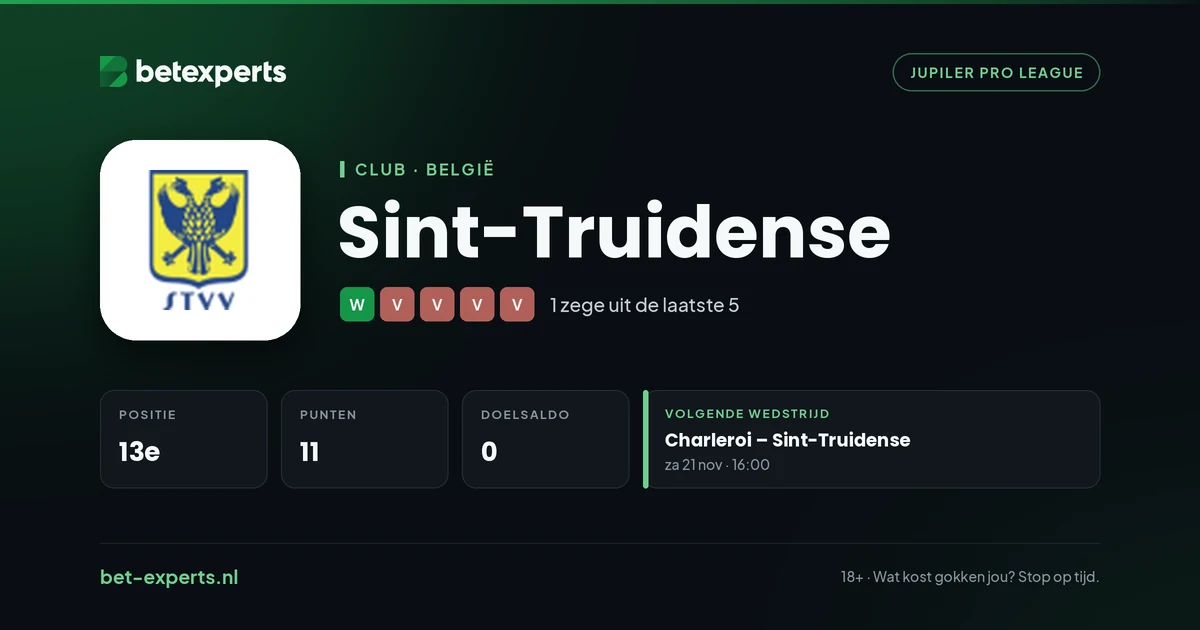 betexperts
JUPILER PRO LEAGUE
STVV
CLUB · BELGIË
Sint-Truidense
W V V V V 1 zege uit de laatste 5
POSITIE
13e
PUNTEN
11
DOELSALDO
0
VOLGENDE WEDSTRIJD
Charleroi – Sint-Truidense
za 21 nov · 16:00
bet-experts.nl
18+ · Wat kost gokken jou? Stop op tijd.